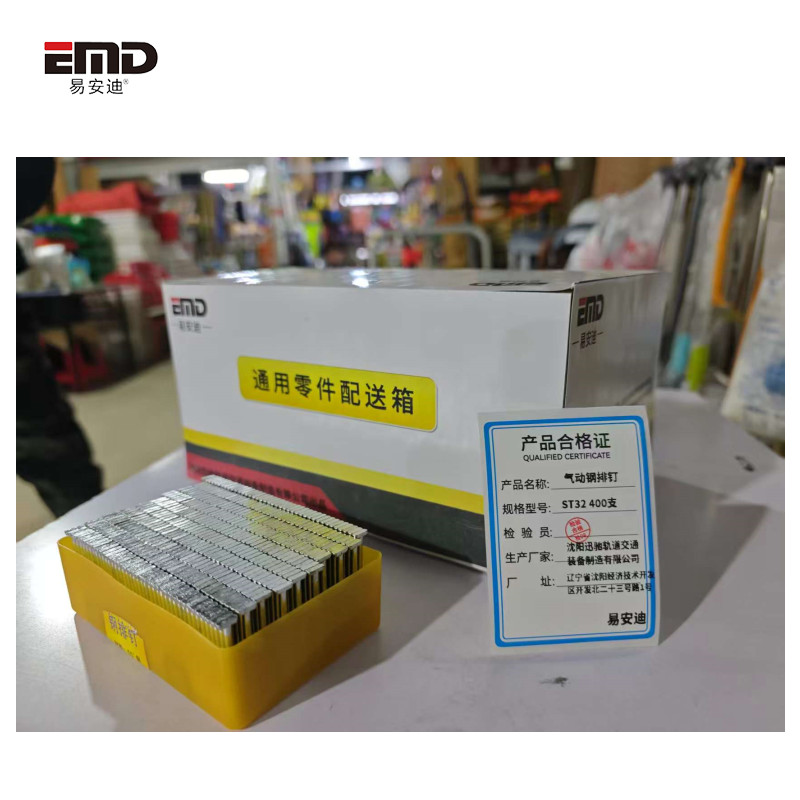 EMD
易安迪®
EMD
易安迪
通用零件配送箱
EMD
易安迪
产品合格证
QUALIFIED CERTIFICATE
产品名称: 气动钢排钉
规格型号: ST32 400支
检验员:
生产厂家: 沈阳迅驰轨道交通
装备制造有限公司
厂址: 辽宁省沈阳经济技术开发
区开发北二十三号路1号
易安迪
钢排钉